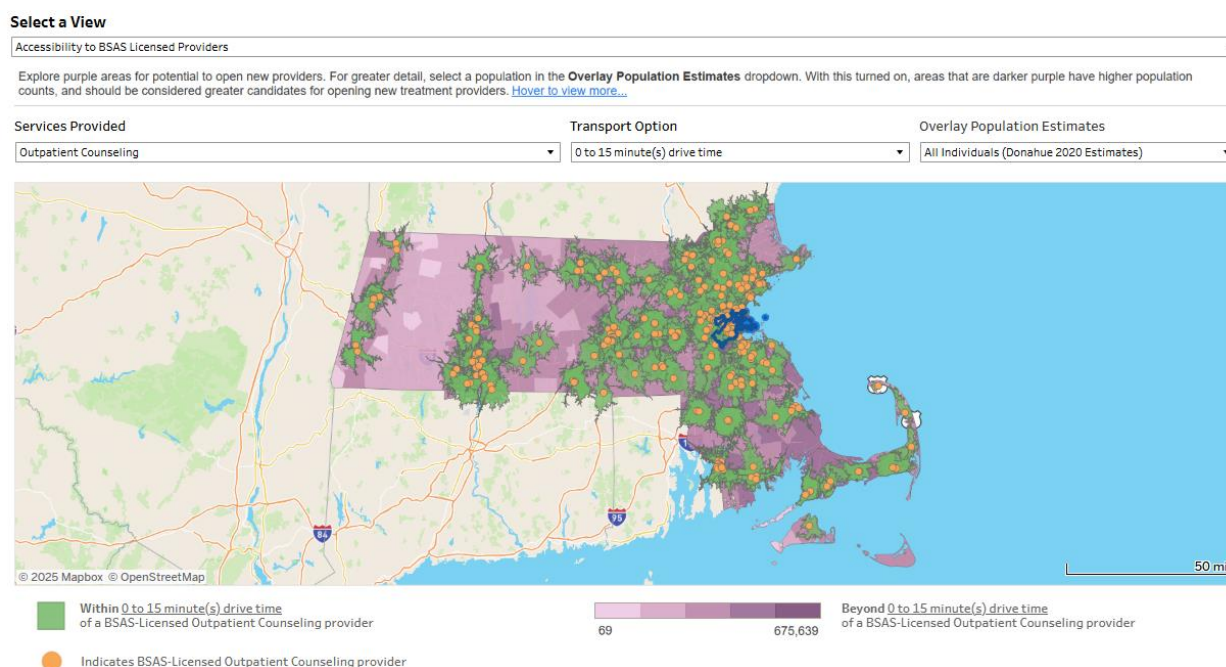 Select a View
Accessibility to BSAS Licensed Providers
Explore purple areas for potential to open new providers. For greater detail, select a population in the Overlay Population Estimates dropdown. With this turned on, areas that are darker purple have higher population
counts, and should be considered greater candidates for opening new treatment providers. Hover to view more...
Services Provided
Transport Option
Overlay Population Estimates
Outpatient Counseling
0 to 15 minute(s) drive time
All Individuals (Donahue 2020 Estimates)
84
95
© 2025 Mapbox © OpenStreetMap
50 mi
Within 0 to 15 minute(s) drive time
of a BSAS-Licensed Outpatient Counseling provider
69
675,639
Beyond 0 to 15 minute(s) drive time
of a BSAS-Licensed Outpatient Counseling provider
Indicates BSAS-Licensed Outpatient Counseling provider